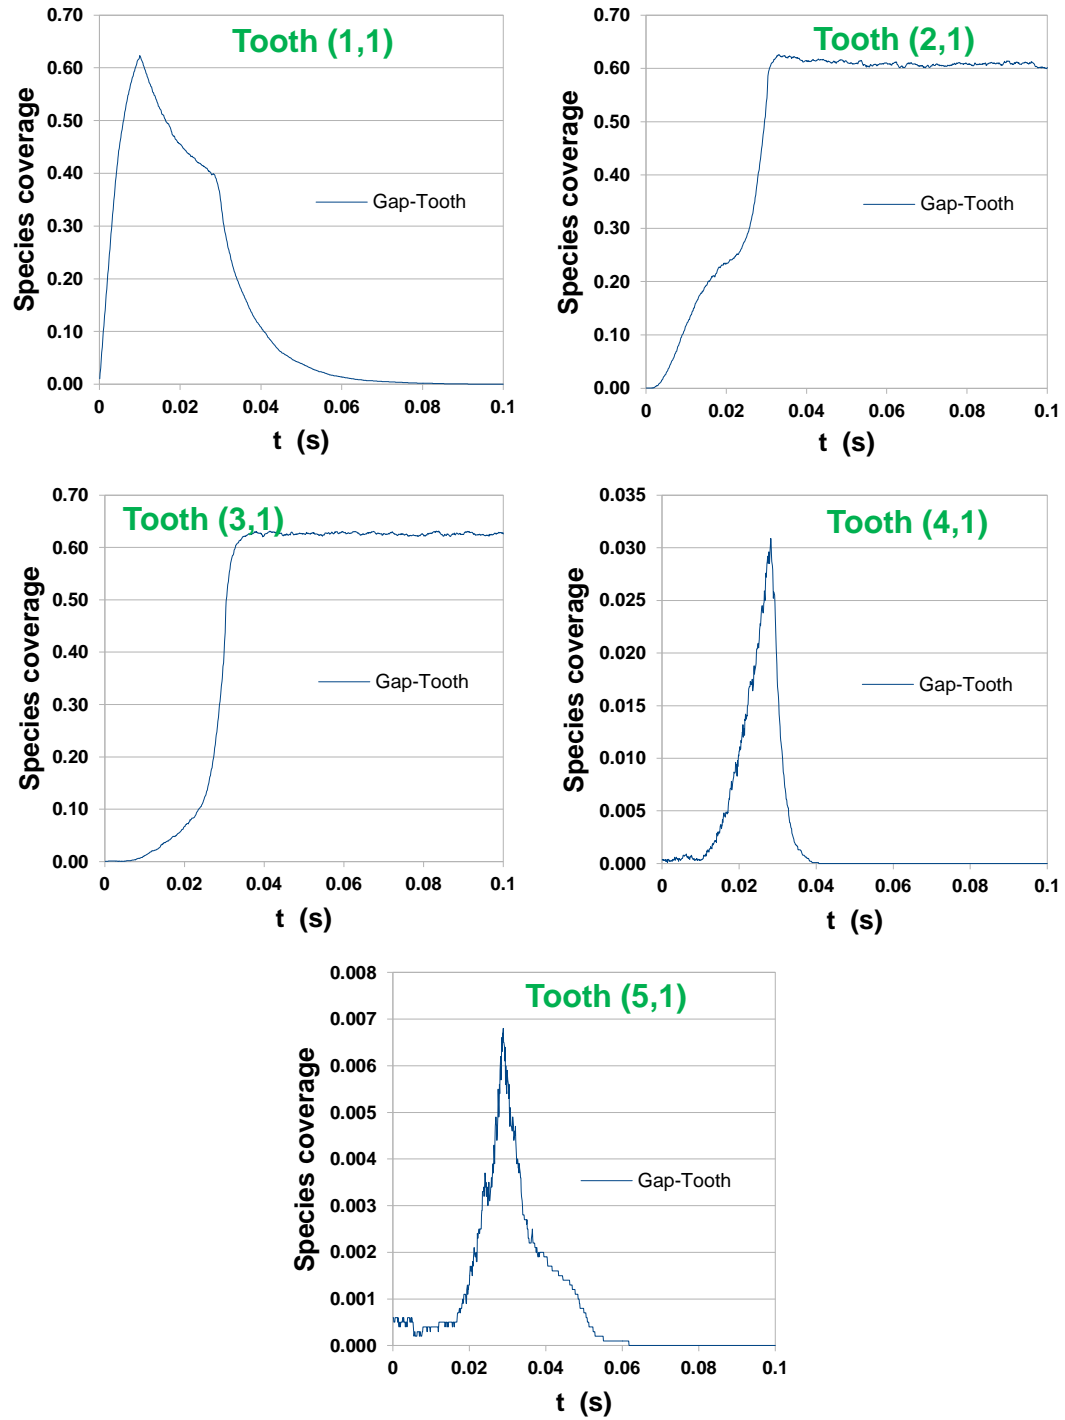 Tooth (1,1)
Species coverage
0.70
0.60
0.50
0.40
0.30
0.20
0.10
0.00
Gap-Tooth
0 0.02 0.04 0.06 0.08 0.1
t (s)
Tooth (2,1)
Species coverage
0.70
0.60
0.50
0.40
0.30
0.20
0.10
0.00
Gap-Tooth
0 0.02 0.04 0.06 0.08 0.1
t (s)
Tooth (3,1)
Species coverage
0.70
0.60
0.50
0.40
0.30
0.20
0.10
0.00
Gap-Tooth
0 0.02 0.04 0.06 0.08 0.1
t (s)
Tooth (4,1)
Species coverage
0.035
0.030
0.025
0.020
0.015
0.010
0.005
0.000
Gap-Tooth
0 0.02 0.04 0.06 0.08 0.1
t (s)
Tooth (5,1)
Species coverage
0.008
0.007
0.006
0.005
0.004
0.003
0.002
0.001
0.000
Gap-Tooth
0 0.02 0.04 0.06 0.08 0.1
t (s)